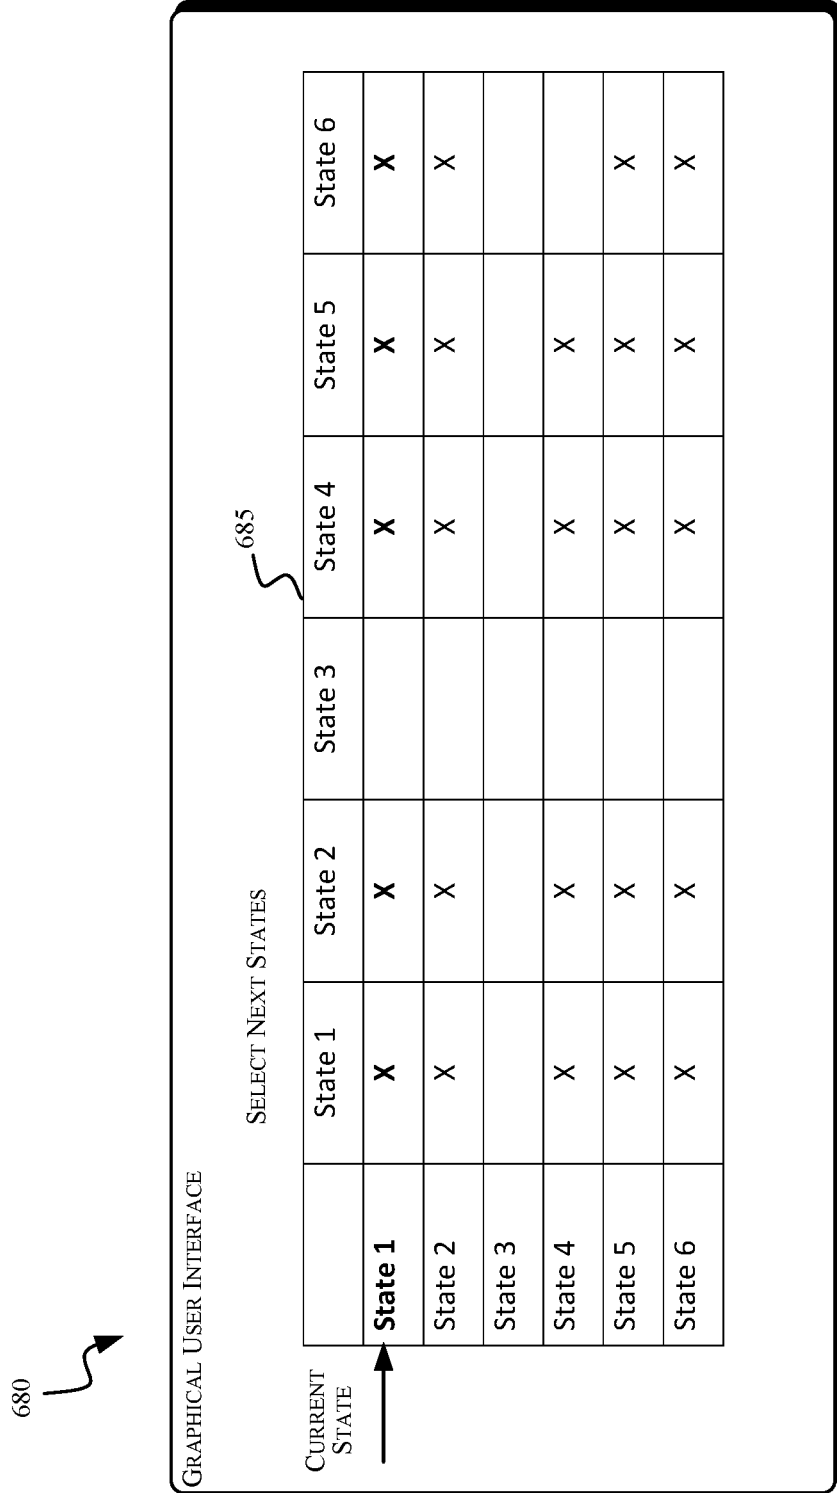 680
GRAPHICAL USER INTERFACE
SELECT NEXT STATES
685
CURRENT
STATE
State 1 State 2 State 3 State 4 State 5 State 6
State 1 X X X X X
State 2 X X X X X
State 3
State 4 X X X X
State 5 X X X X X
State 6 X X X X X